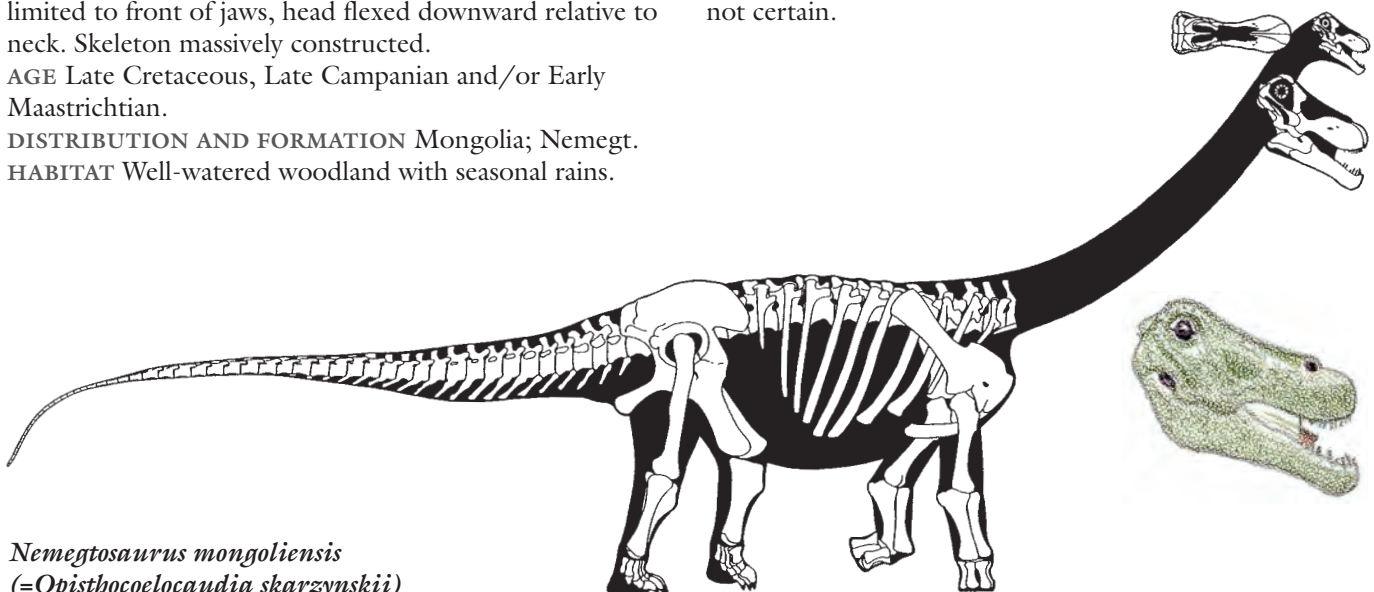 limited to front of jaws, head flexed downward relative to
neck. Skeleton massively constructed.
AGE Late Cretaceous, Late Campanian and/or Early
Maastrichtian.
DISTRIBUTION AND FORMATION Mongolia; Nemegt.
HABITAT Well-watered woodland with seasonal rains.
not certain.
Nemegtosaurus mongoliensis
(=Opisthocoelocaudia skarzynskii)